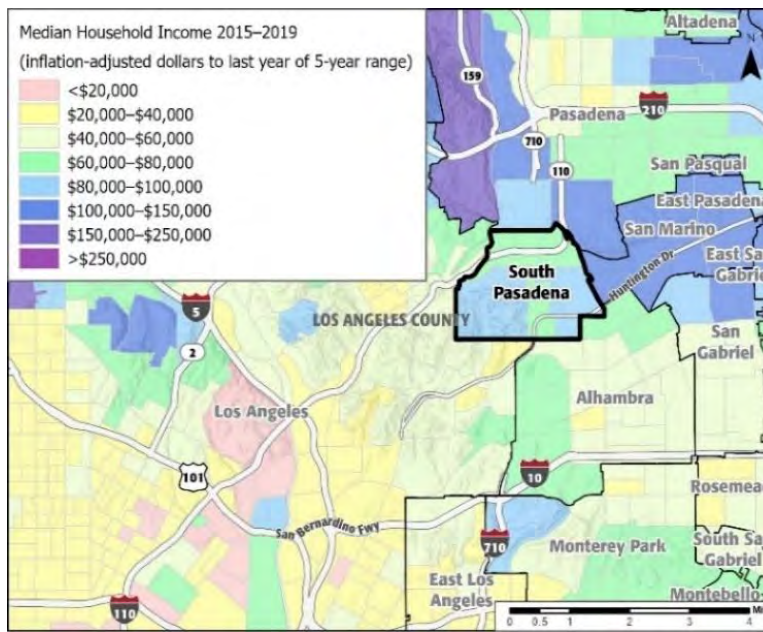 Median Household Income 2015–2019
(inflation-adjusted dollars to last year of 5-year range)
<$20,000
$20,000–$40,000
$40,000–$60,000
$60,000–$80,000
$80,000–$100,000
$100,000–$150,000
$150,000–$250,000
>$250,000
Altadena
N
159
Pasadena
210
710
110
San Pasqual
East Pasadena
San Marino
South
Pasadena
Huntington Dr
East Sa
Gabrie
5
LOS ANGELES COUNTY
2
San
Gabriel
Los Angeles
Alhambra
101
10
Rosemea
San Bernardino Fwy
710
Monterey Park
South Sa
Gabriel
East Los
Angeles
Montebello
110
0 0.5 1 2 3 4